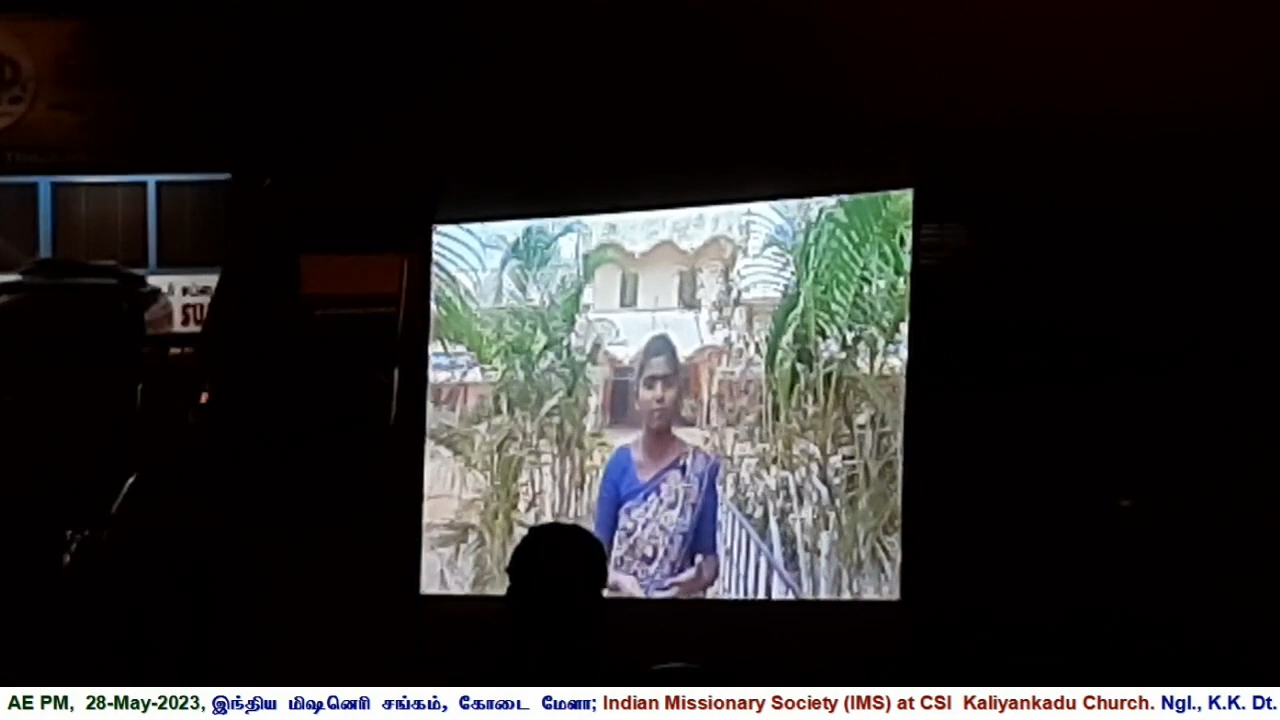 SU
AE PM, 28-May-2023, இந்திய மிஷனெரி சங்கம், கோடை மேளா; Indian Missionary Society (IMS) at CSI Kaliyankadu Church. Ngl., K.K. Dt.